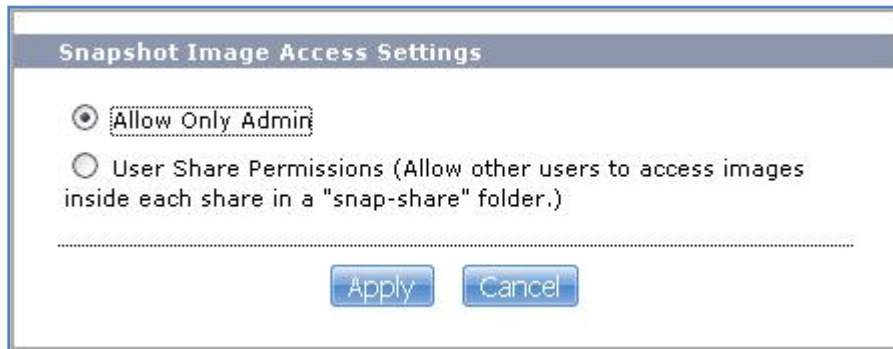 Snapshot Image Access Settings
Allow Only Admin
User Share Permissions (Allow other users to access images
inside each share in a "snap-share" folder.)
Apply Cancel